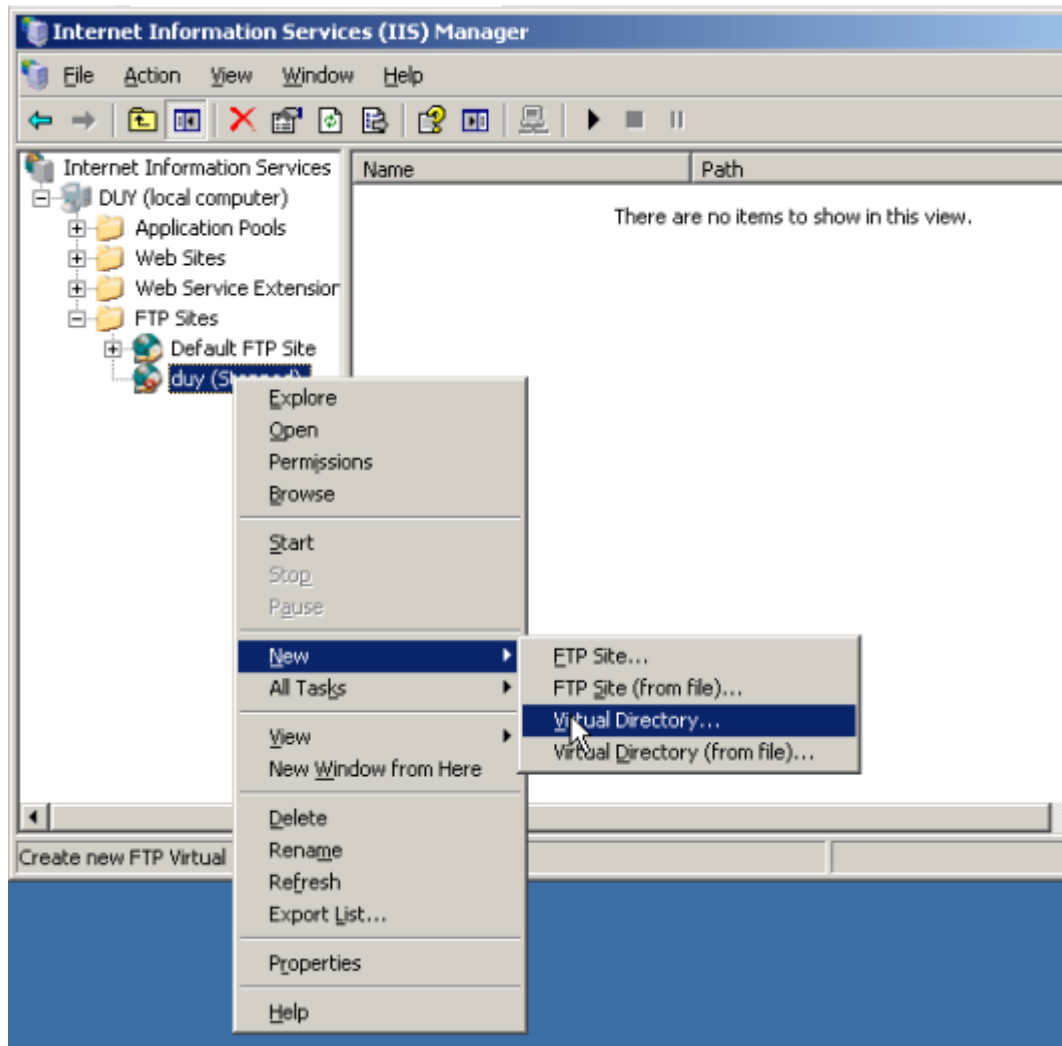 Internet Information Services (IIS) Manager
File Action View Window Help
Internet Information Services
Name Path
DUY (local computer)
There are no items to show in this view.
Application Pools
Web Sites
Web Service Extension
FTP Sites
Default FTP Site
duy
Explore
Open
Permissions
Browse
Start
Stop
Pause
New
FTP Site...
All Tasks
FTP Site (from file)...
Virtual Directory...
View
Virtual Directory (from file)...
New Window from Here
Delete
Create new FTP Virtual
Rename
Refresh
Export List...
Properties
Help